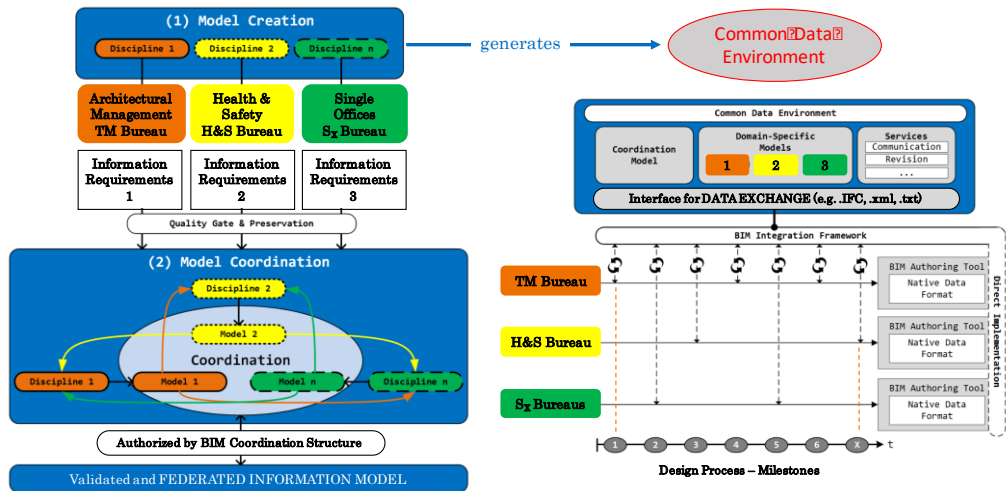 (1) Model Creation
Discipline 1
Discipline 2
Discipline n
generates
Common⍰Data⍰
Environment
Architectural
Management
TM Bureau
Health &
Safety
H&S Bureau
Single
Offices
Sx Bureau
Information
Requirements
1
Information
Requirements
2
Information
Requirements
3
Quality Gate & Preservation
(2) Model Coordination
Discipline 2
Model 2
Coordination
Discipline 1
Model 1
Model n
Discipline n
Authorized by BIM Coordination Structure
Validated and FEDERATED INFORMATION MODEL
Common Data Environment
Coordination
Model
Domain-Specific
Models
1
2
3
Services
Communication
Revision
...
Interface for DATA EXCHANGE (e.g. .IFC, .xml, .txt)
BIM Integration Framework
TM Bureau
BIM Authoring Tool
Native Data
Format
H&S Bureau
BIM Authoring Tool
Native Data
Format
Sx Bureaus
BIM Authoring Tool
Native Data
Format
Direct Implementation
1
2
3
4
5
6
X
t
Design Process – Milestones